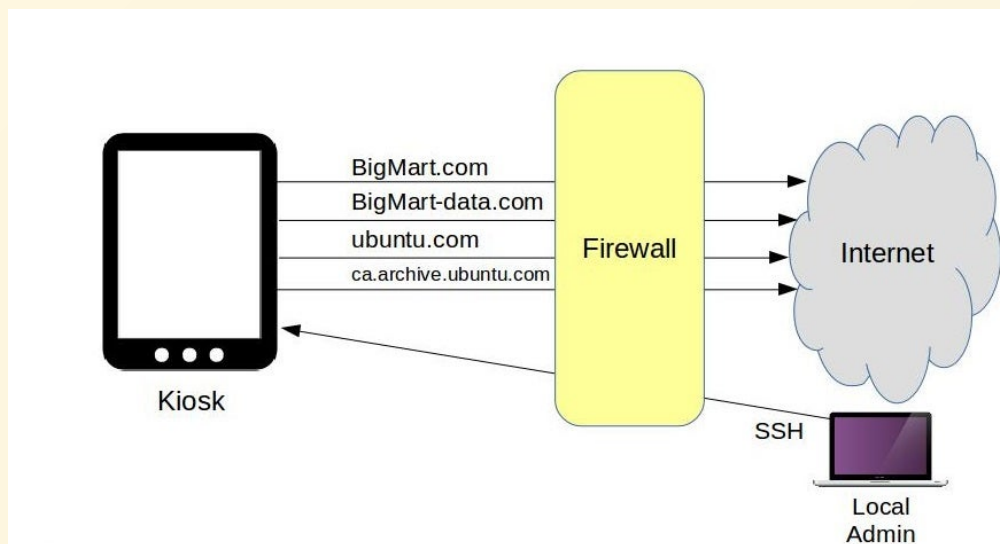 BigMart.com
BigMart-data.com
ubuntu.com
ca.archive.ubuntu.com
Firewall
Internet
Kiosk
SSH
Local
Admin